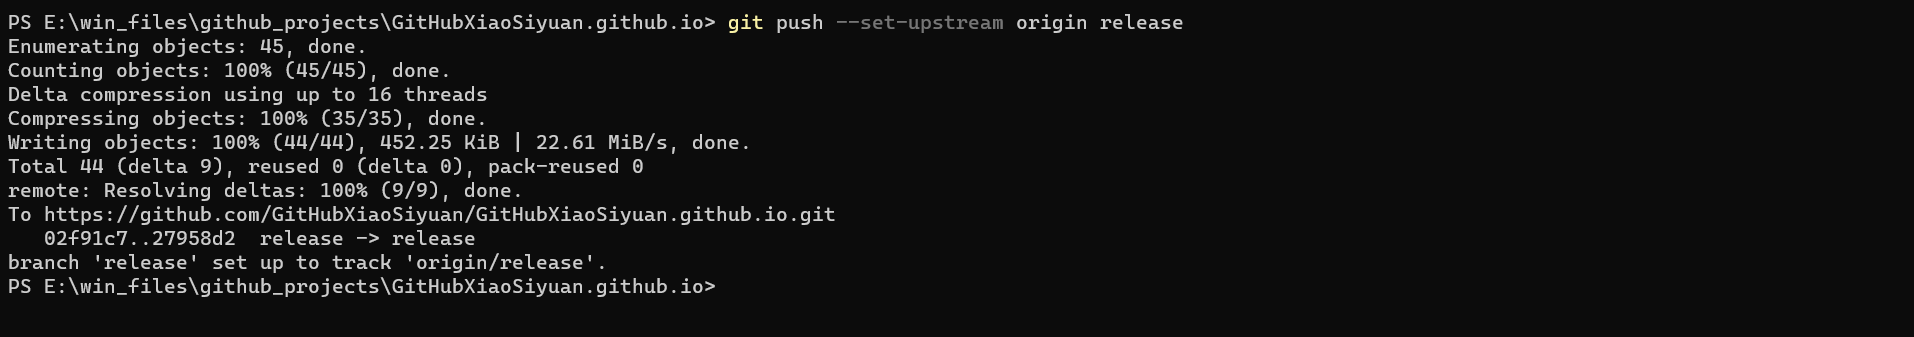 PS E:\win_files\github_projects\GitHubXiaoSiyuan.github.io> git push --set-upstream origin release
Enumerating objects: 45, done.
Counting objects: 100% (45/45), done.
Delta compression using up to 16 threads
Compressing objects: 100% (35/35), done.
Writing objects: 100% (44/44), 452.25 KiB | 22.61 MiB/s, done.
Total 44 (delta 9), reused 0 (delta 0), pack-reused 0
remote: Resolving deltas: 100% (9/9), done.
To https://github.com/GitHubXiaoSiyuan/GitHubXiaoSiyuan.github.io.git
   02f91c7..27958d2  release -> release
branch 'release' set up to track 'origin/release'.
PS E:\win_files\github_projects\GitHubXiaoSiyuan.github.io>